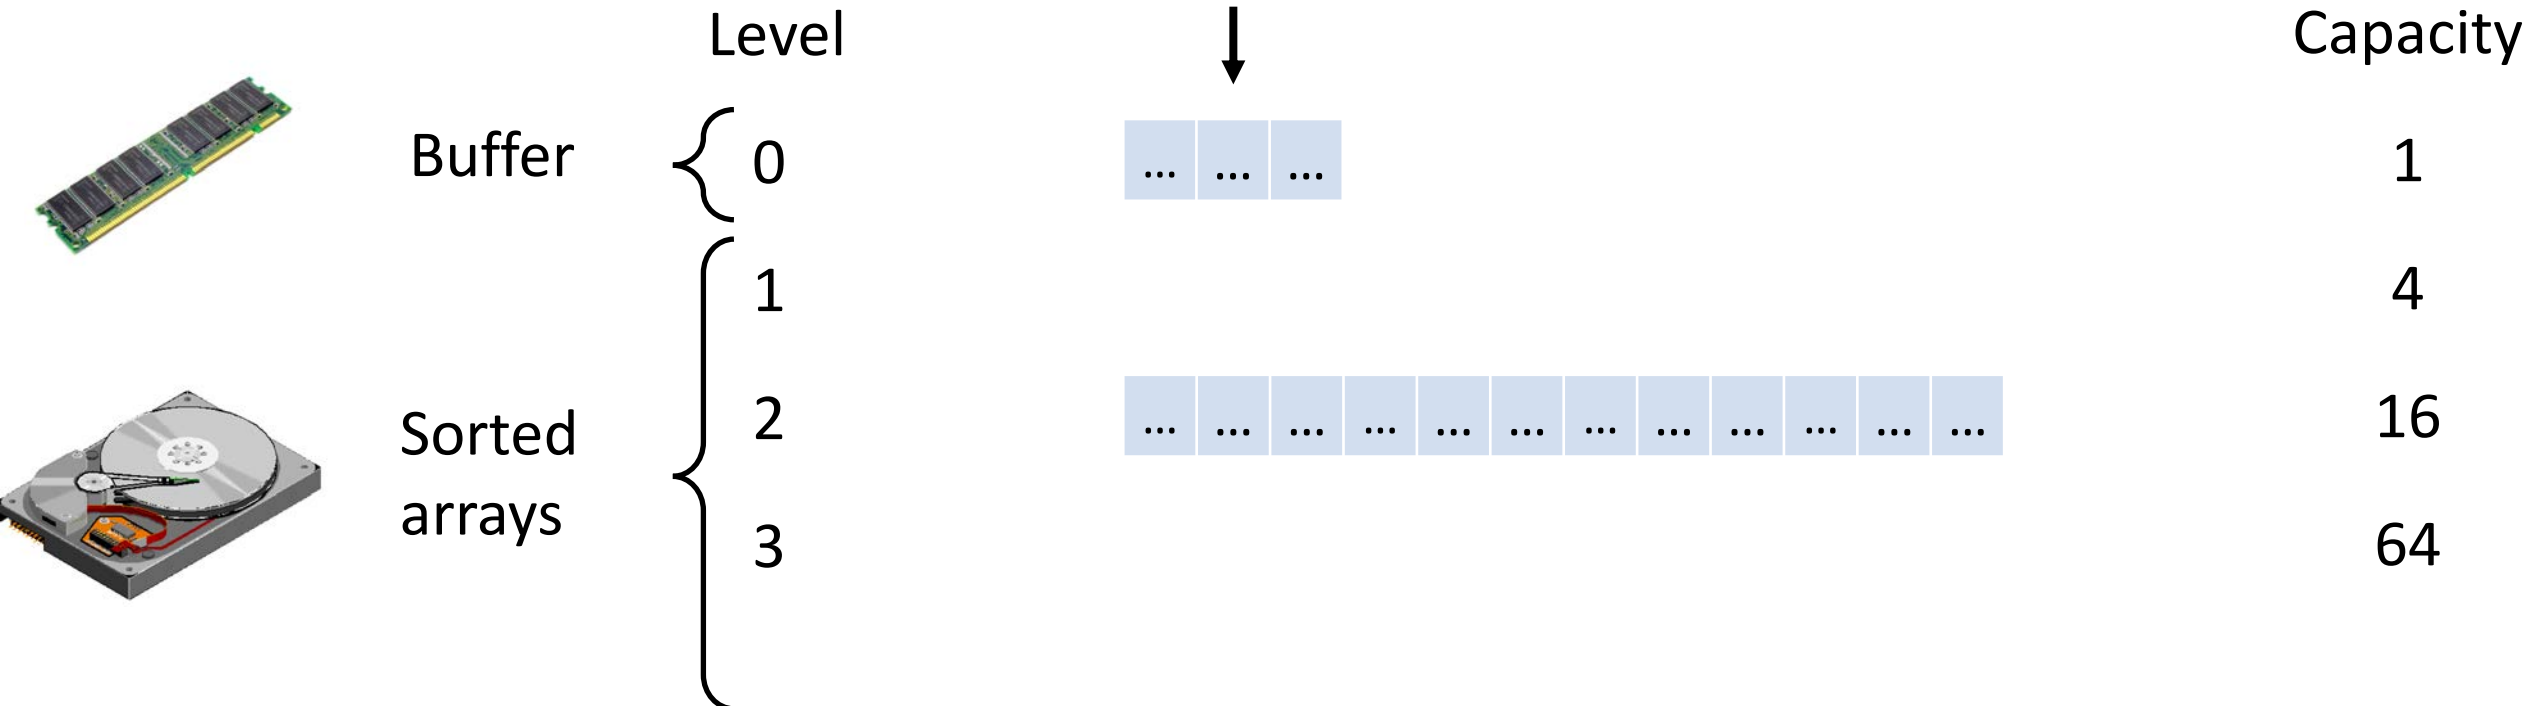 Level Capacity
Buffer 0 ... ... ... 1
1 4
Sorted
arrays
2 ... ... ... ... ... ... ... ... ... ... ... ... 16
3 64